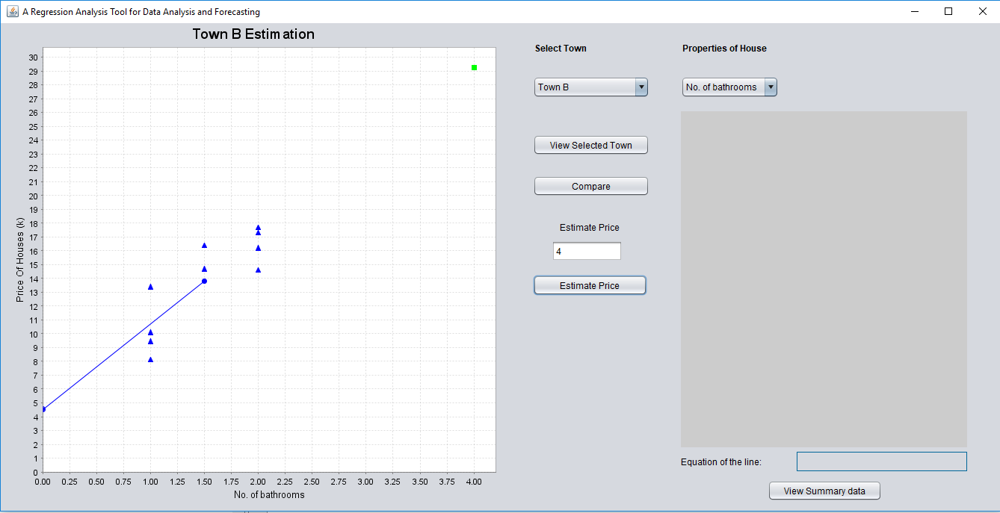 A Regression Analysis Tool for Data Analysis and Forecasting
Town B Estimation
30
29
28
27
26
25
24
23
22
21
20
19
18
17
16
15
14
13
12
11
10
9
8
7
6
5
4
3
2
1
0
Price Of Houses (k)
0.00 0.25 0.50 0.75 1.00 1.25 1.50 1.75 2.00 2.25 2.50 2.75 3.00 3.25 3.50 3.75 4.00
No. of bathrooms
Select Town
Town B
View Selected Town
Compare
Estimate Price
4
Estimate Price
Properties of House
No. of bathrooms
Equation of the line:
View Summary data